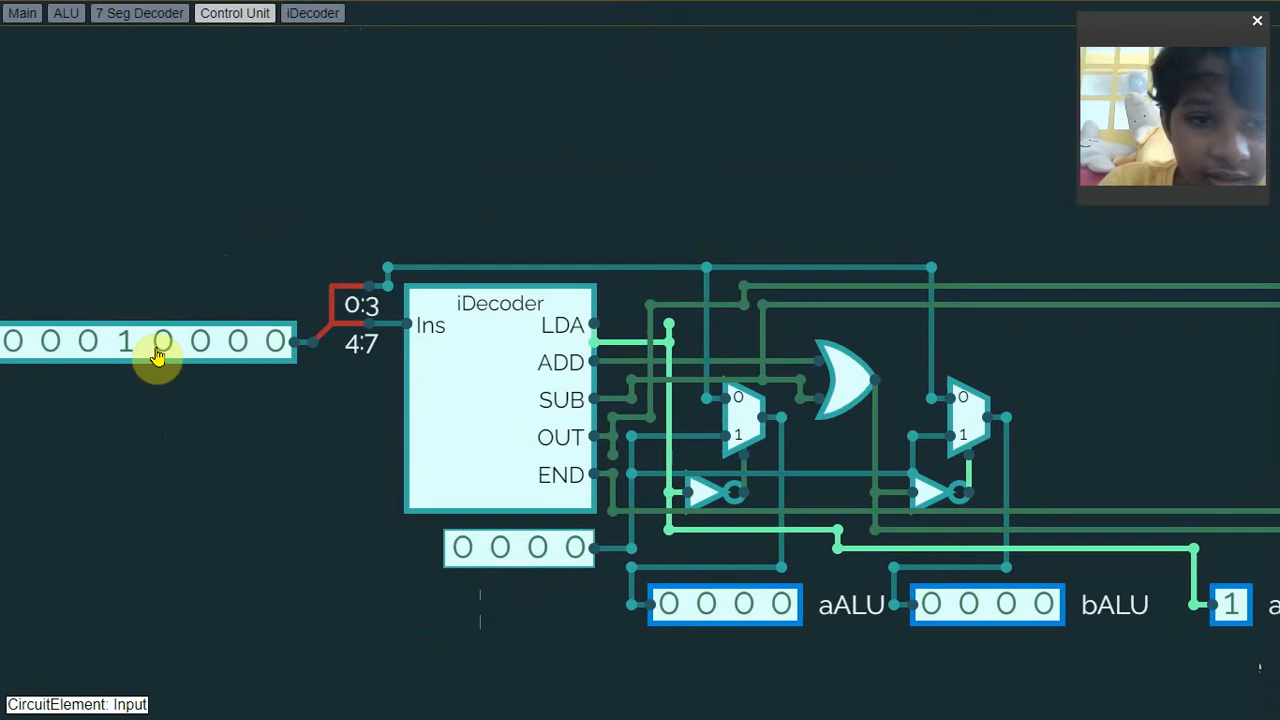 Main ALU 7 Seg Decoder Control Unit iDecoder
×
iDecoder
0:3
Ins LDA
0 0 0 1 0 0 0 0
4:7
ADD
SUB
0 0
OUT
1 1
END
0 0 0 0
0 0 0 0 aALU 0 0 0 0 bALU 1 a
CircuitElement: Input